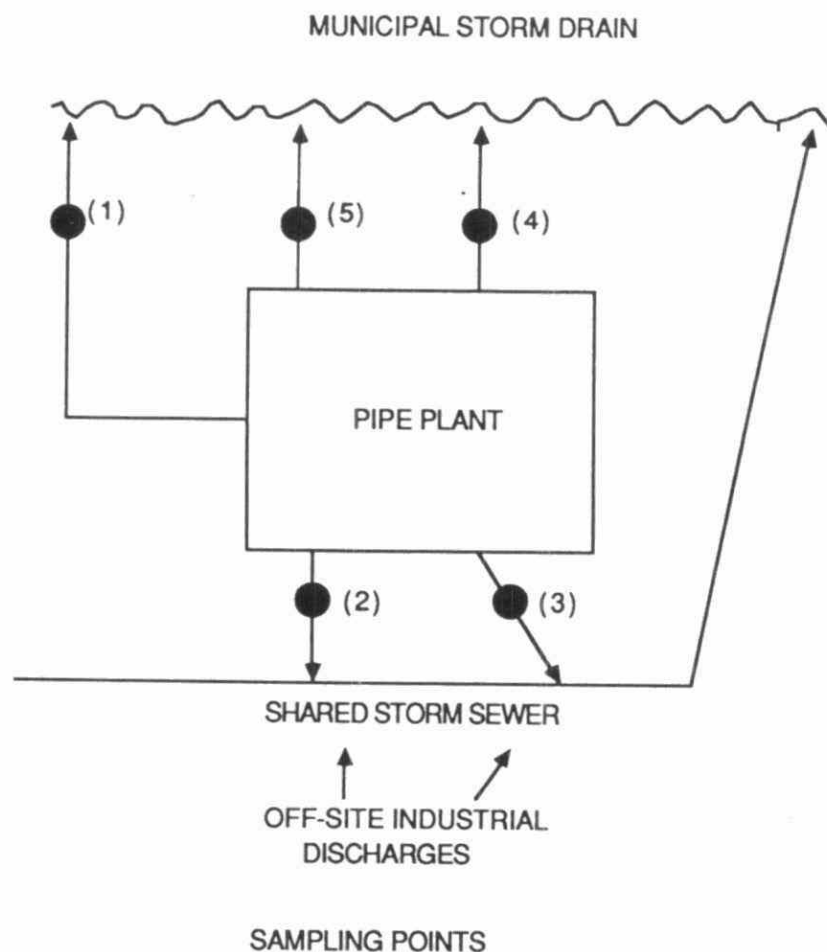 MUNICIPAL STORM DRAIN
(1)
(5)
(4)
PIPE PLANT
(2)
(3)
SHARED STORM SEWER
OFF-SITE INDUSTRIAL
DISCHARGES
SAMPLING POINTS